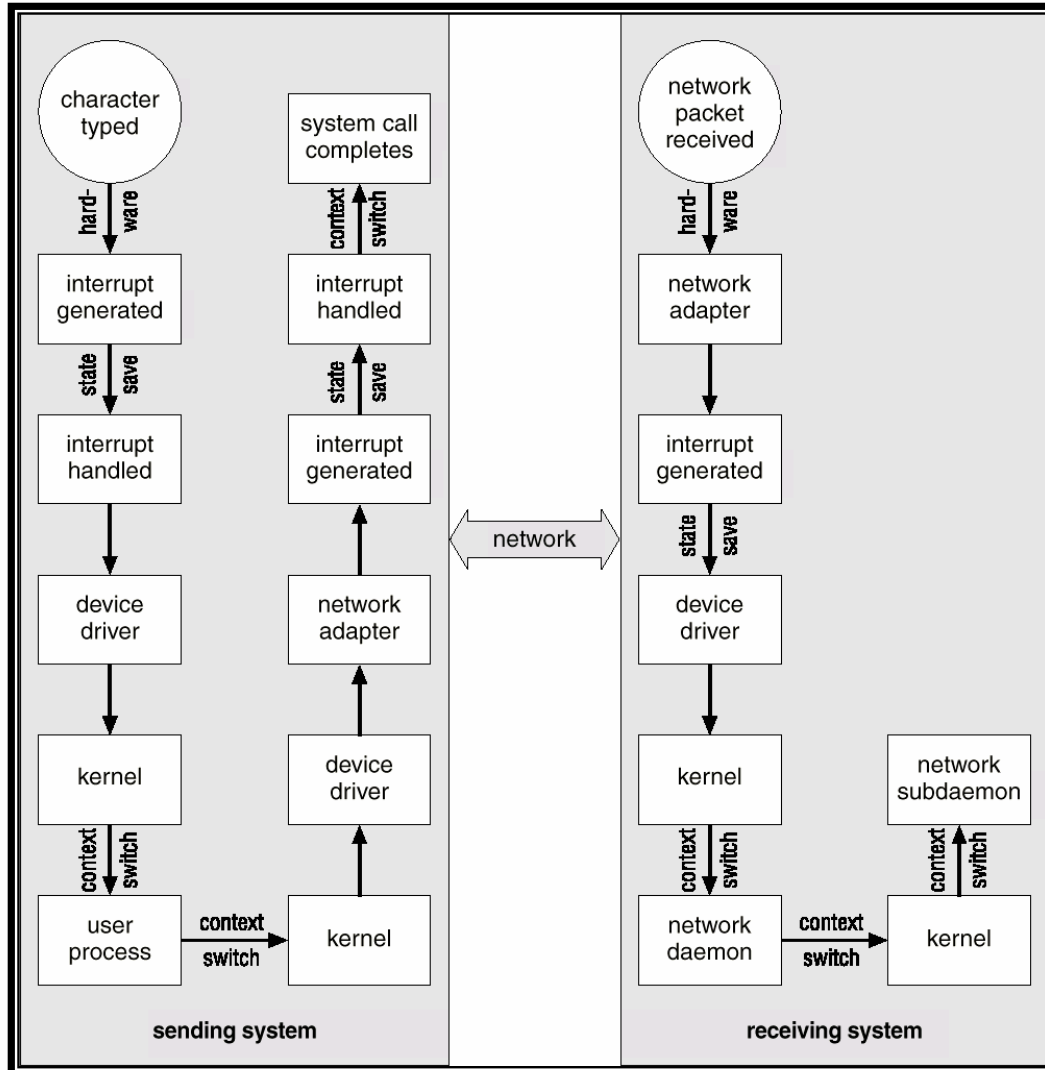 character
typed
hard-
ware
interrupt
generated
state
save
interrupt
handled
device
driver
kernel
context
switch
user
process
context
switch
kernel
device
driver
network
adapter
interrupt
generated
state
save
interrupt
handled
context
switch
system call
completes
sending system
network
network
packet
received
hard-
ware
network
adapter
interrupt
generated
state
save
device
driver
kernel
context
switch
network
daemon
context
switch
kernel
context
switch
network
subdaemon
receiving system